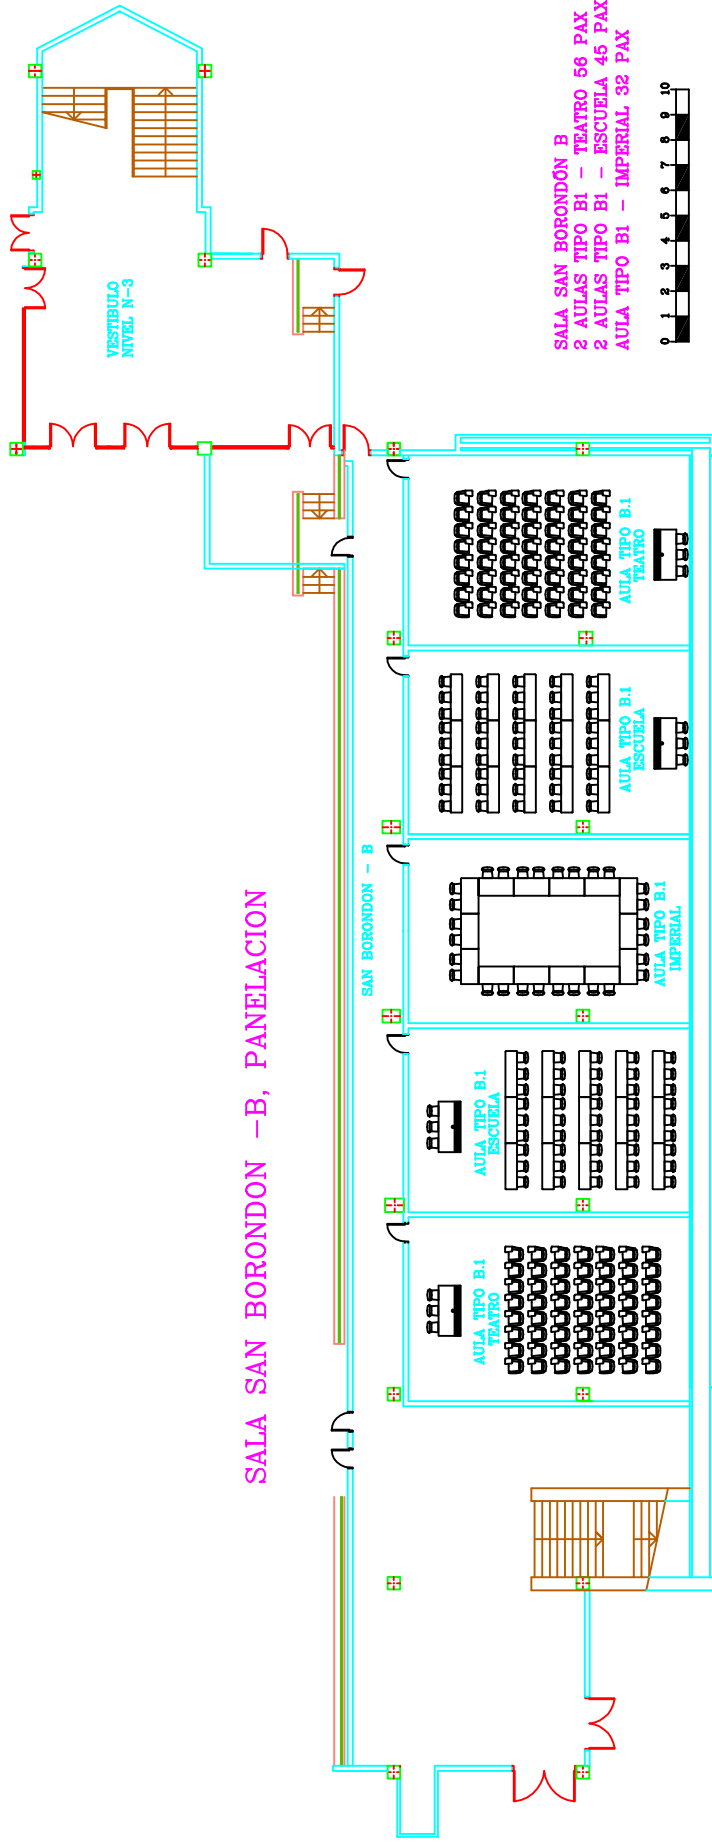 SALA SAN BORONDON -B, PANELACION
SALA SAN BORONDÓN B
2 AULAS TIPO B1 - TEATRO 56 PAX
2 AULAS TIPO B1 - ESCUELA 45 PAX
AULA TIPO B1 - IMPERIAL 32 PAX
0 1 2 3 4 5 6 7 8 9 10
VESTIBULO
NIVEL N-3
SAN BORONDON - B
AULA TIPO B.1
TEATRO
AULA TIPO B.1
ESCUELA
AULA TIPO B.1
IMPERIAL
AULA TIPO B.1
ESCUELA
AULA TIPO B.1
TEATRO